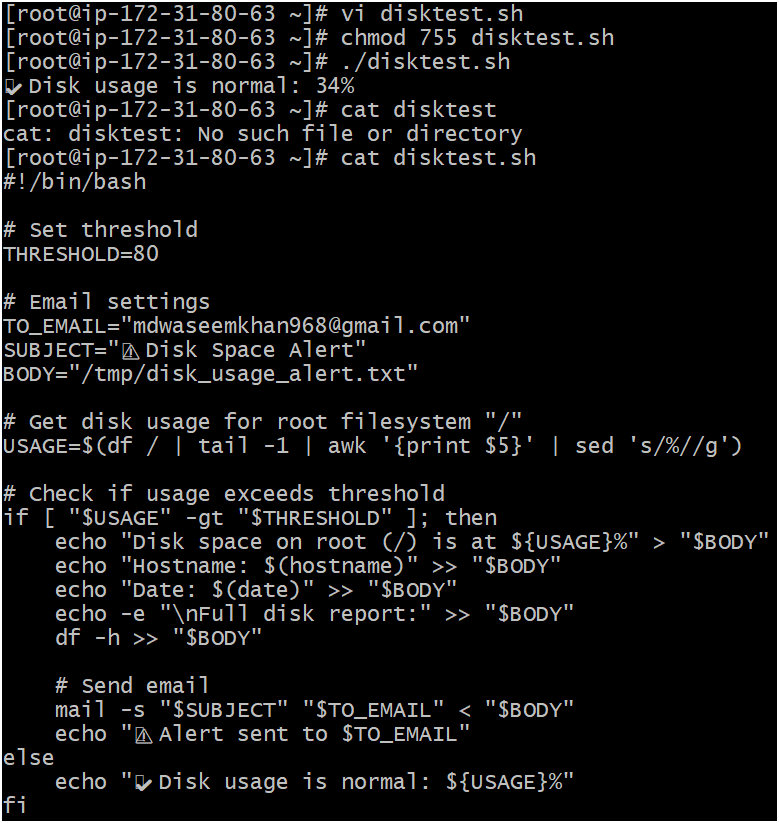 [root@ip-172-31-80-63 ~]# vi disktest.sh
[root@ip-172-31-80-63 ~]# chmod 755 disktest.sh
[root@ip-172-31-80-63 ~]# ./disktest.sh
✅ Disk usage is normal: 34%
[root@ip-172-31-80-63 ~]# cat disktest
cat: disktest: No such file or directory
[root@ip-172-31-80-63 ~]# cat disktest.sh
#!/bin/bash

# Set threshold
THRESHOLD=80

# Email settings
TO_EMAIL="mdwaseemkhan968@gmail.com"
SUBJECT="⚠ Disk Space Alert"
BODY="/tmp/disk_usage_alert.txt"

# Get disk usage for root filesystem "/"
USAGE=$(df / | tail -1 | awk '{print $5}' | sed 's/%//g')

# Check if usage exceeds threshold
if [ "$USAGE" -gt "$THRESHOLD" ]; then
    echo "Disk space on root (/) is at ${USAGE}%" > "$BODY"
    echo "Hostname: $(hostname)" >> "$BODY"
    echo "Date: $(date)" >> "$BODY"
    echo -e "\nFull disk report:" >> "$BODY"
    df -h >> "$BODY"

    # Send email
    mail -s "$SUBJECT" "$TO_EMAIL" < "$BODY"
    echo "⚠ Alert sent to $TO_EMAIL"
else
    echo "✅ Disk usage is normal: ${USAGE}%"
fi